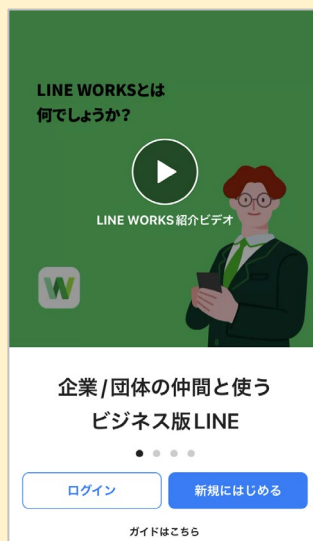 LINE WORKSとは
何でしょうか?
LINE WORKS紹介ビデオ
W
企業/団体の仲間と使う
ビジネス版LINE
ログイン
新規にはじめる
ガイドはこちら